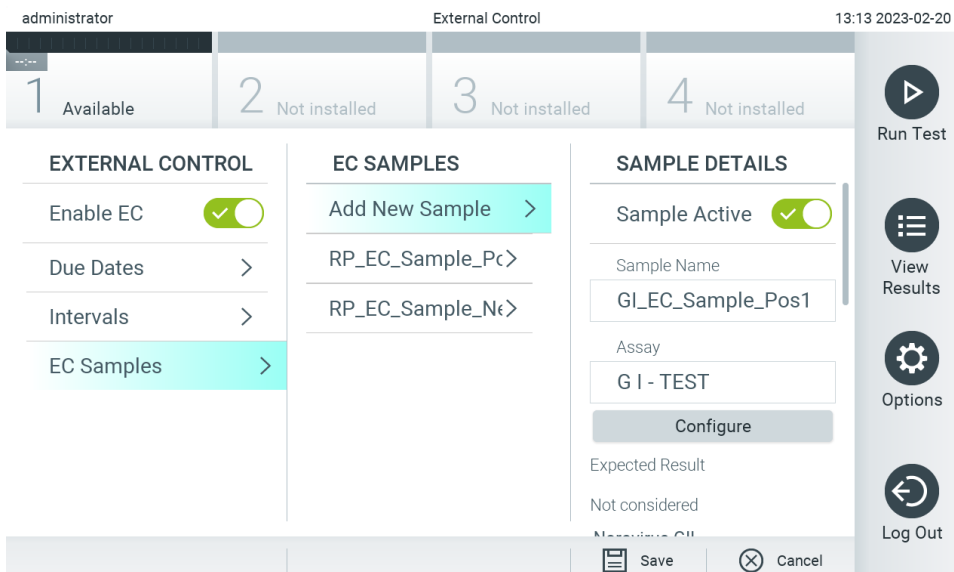 administrator
External Control
13:13 2023-02-20
--:--
1 Available
2 Not installed
3 Not installed
4 Not installed
Run Test
View
Results
Options
Log Out
EXTERNAL CONTROL
Enable EC
Due Dates
Intervals
EC Samples
EC SAMPLES
Add New Sample
RP_EC_Sample_Pc
RP_EC_Sample_Ne
SAMPLE DETAILS
Sample Active
Sample Name
GI_EC_Sample_Pos1
Assay
G I - TEST
Configure
Expected Result
Not considered
Norovirus GII
Save
Cancel